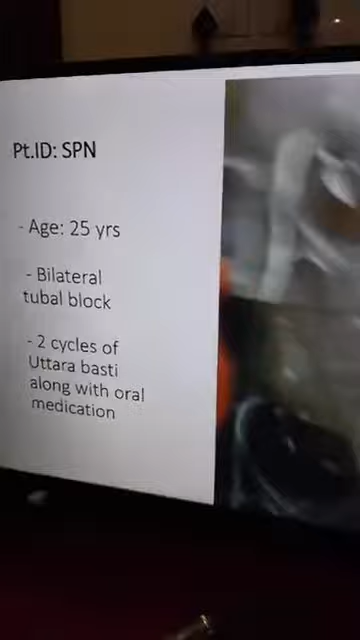 Pt.ID: SPN
- Age: 25 yrs
- Bilateral
tubal block
- 2 cycles of
Uttara basti
along with oral
medication